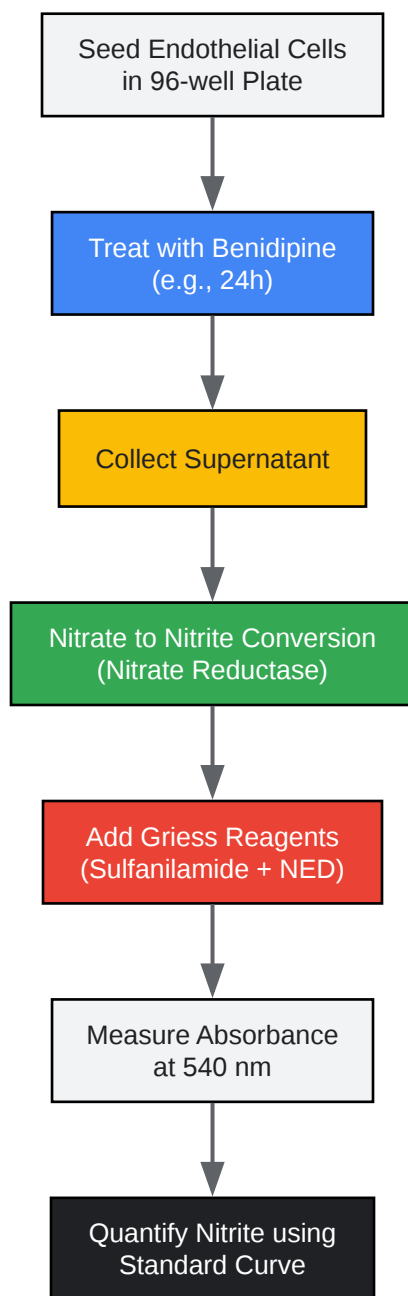 Seed Endothelial Cells
in 96-well Plate
Treat with Benidipine
(e.g., 24h)
Collect Supernatant
Nitrate to Nitrite Conversion
(Nitrate Reductase)
Add Griess Reagents
(Sulfanilamide + NED)
Measure Absorbance
at 540 nm
Quantify Nitrite using
Standard Curve